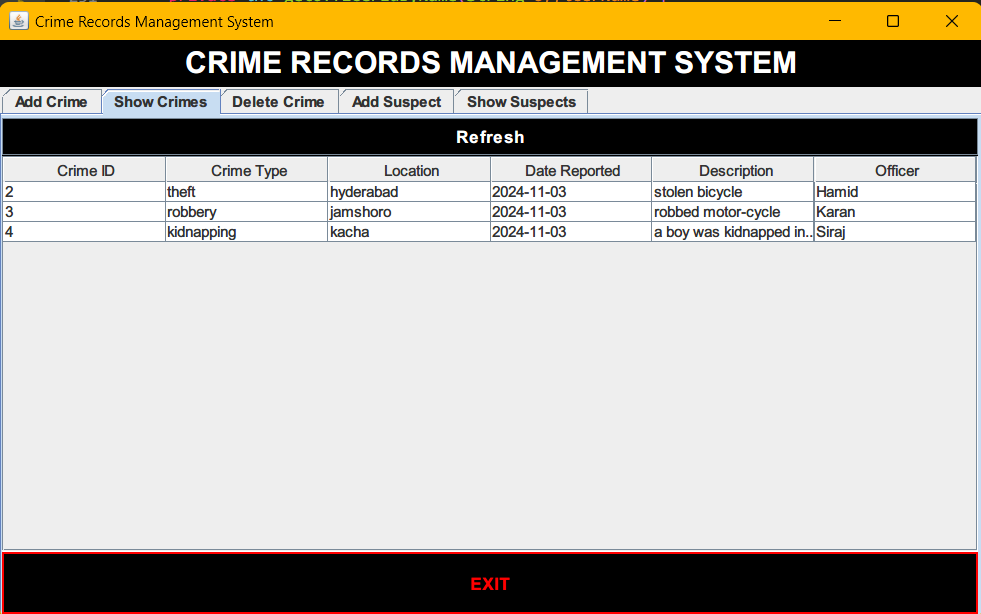 Crime Records Management System
CRIME RECORDS MANAGEMENT SYSTEM
Add Crime Show Crimes Delete Crime Add Suspect Show Suspects
Refresh
Crime ID Crime Type Location Date Reported Description Officer
2 theft hyderabad 2024-11-03 stolen bicycle Hamid
3 robbery jamshoro 2024-11-03 robbed motor-cycle Karan
4 kidnapping kacha 2024-11-03 a boy was kidnapped in.. Siraj
EXIT